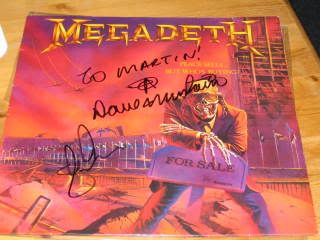 MEGADETH
PEACE SELLS...
BUT WHO'S BUYING?
TO MARTIN!
Dave Mustaine
FOR SALE